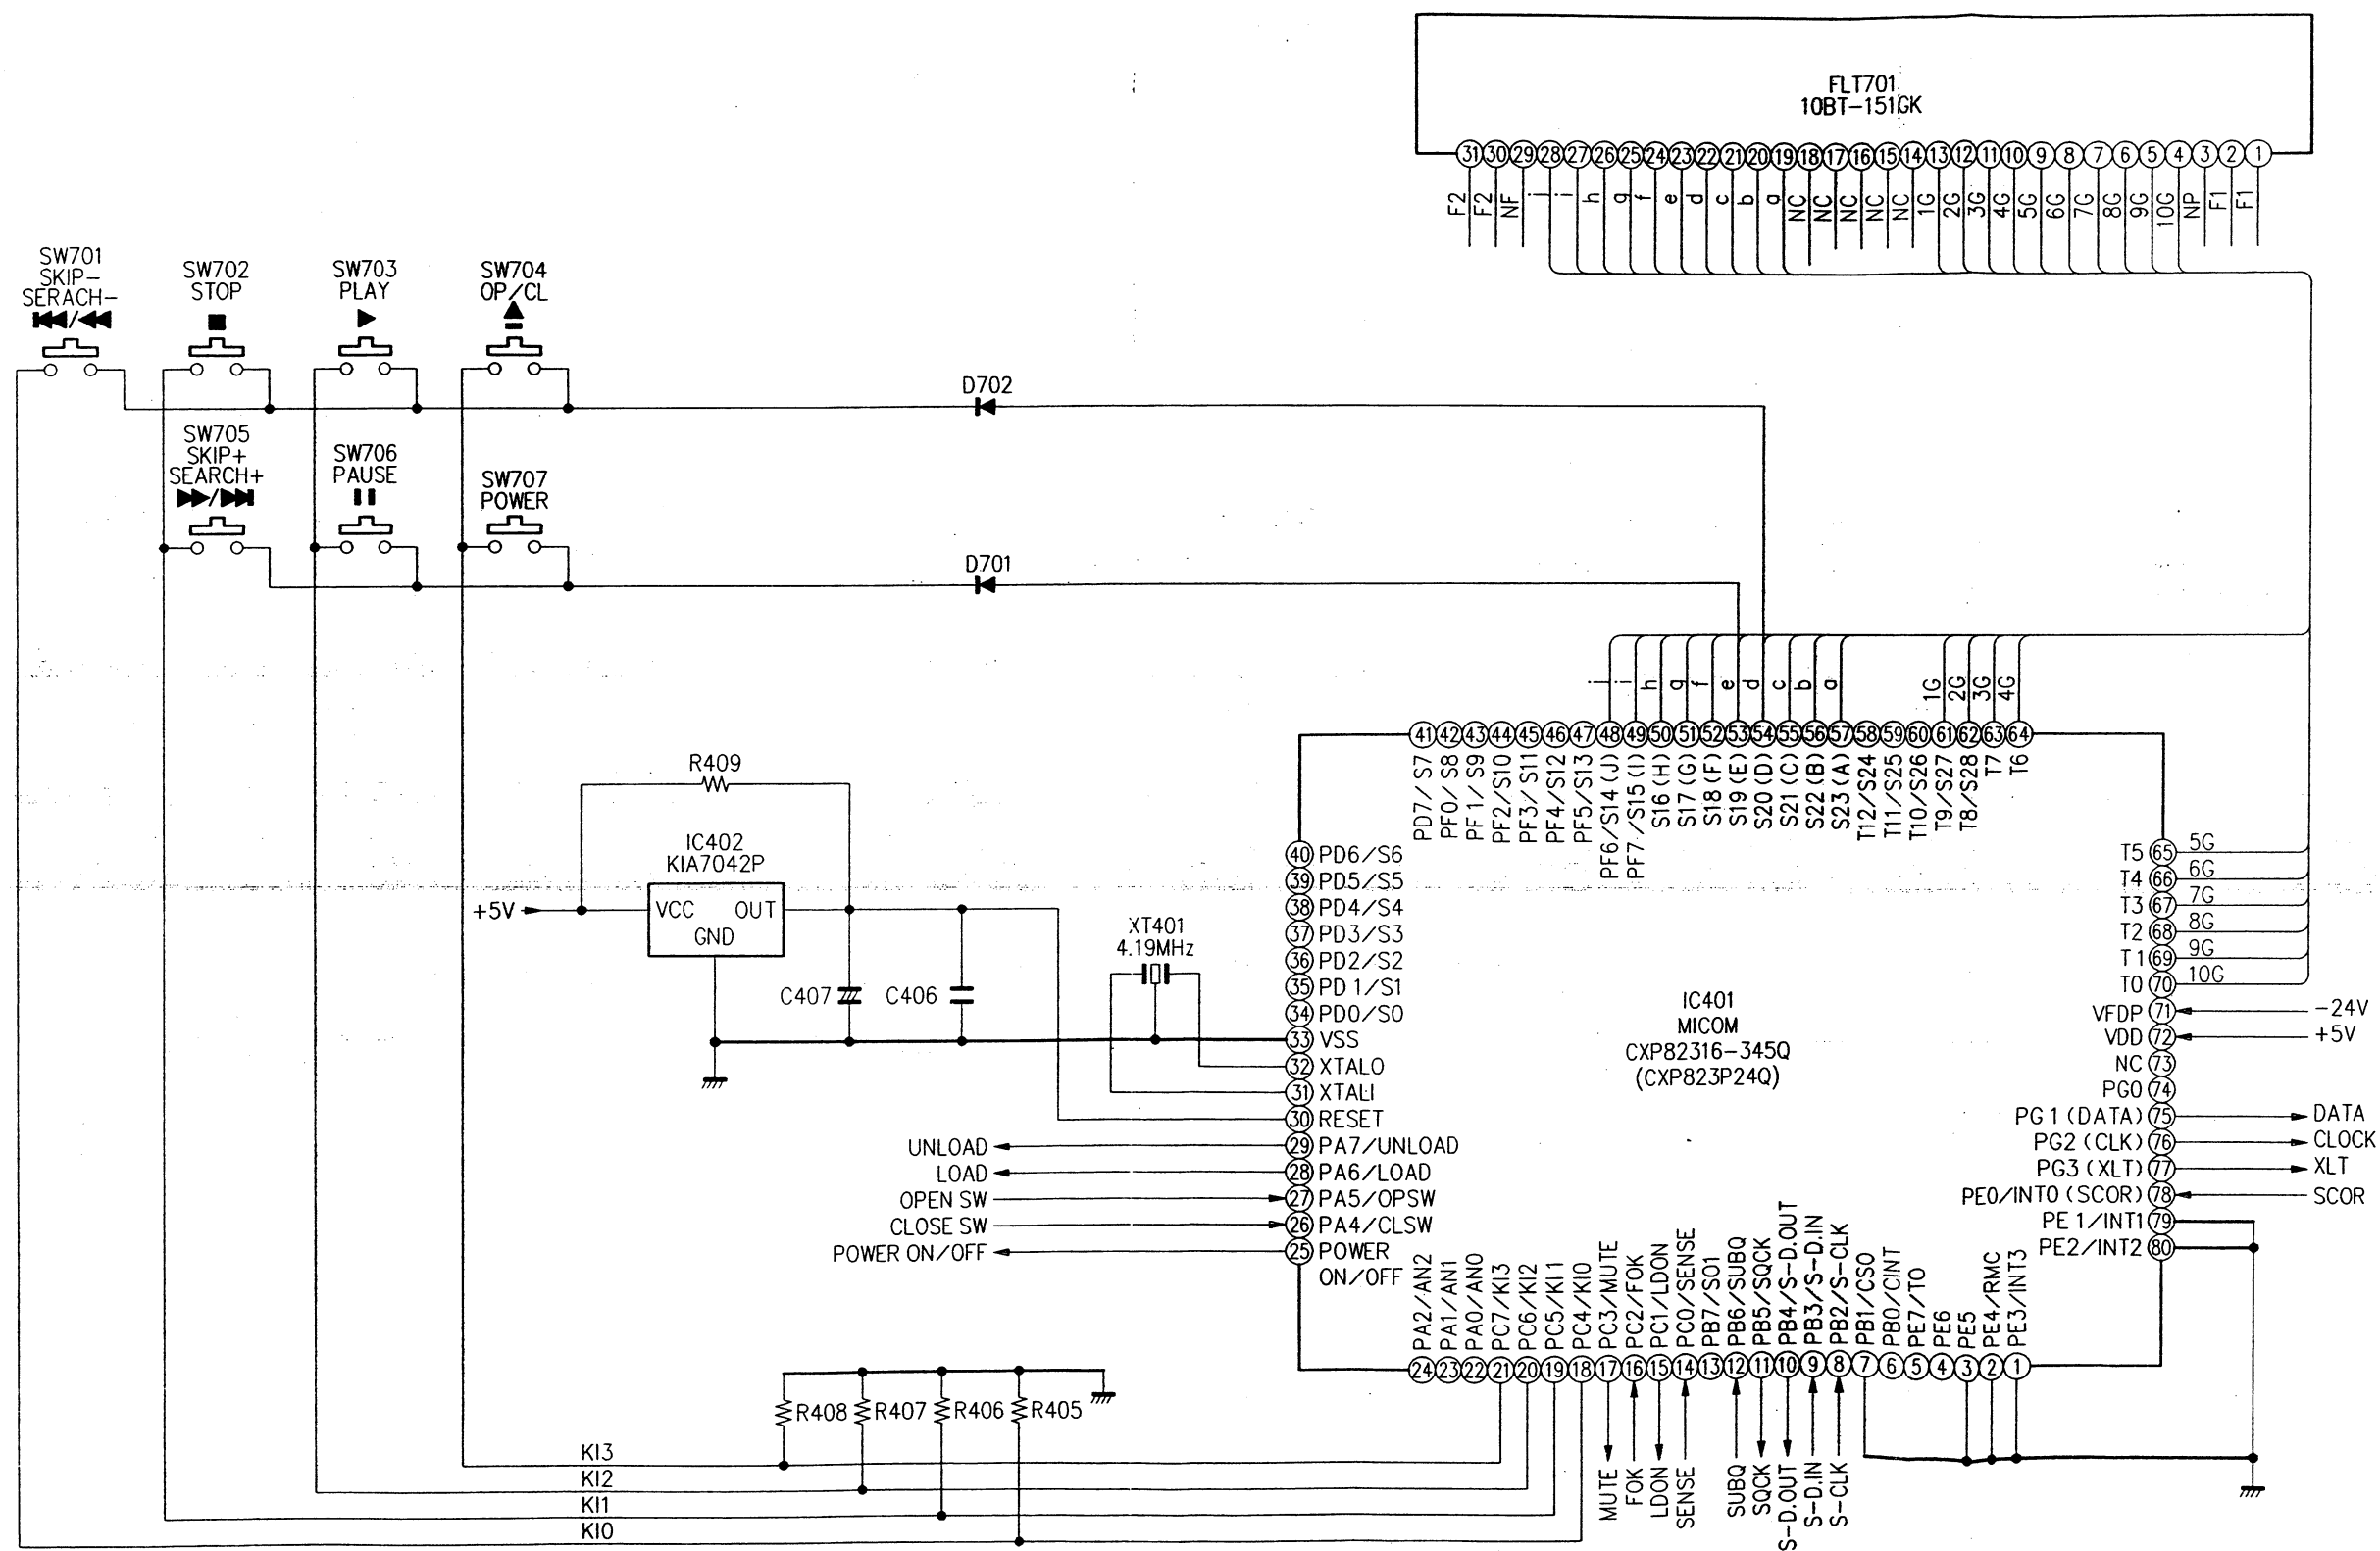 FLT701
10BT-151GK
31 30 29 28 27 26 25 24 23 22 21 20 19 18 17 16 15 14 13 12 11 10 9 8 7 6 5 4 3 2 1
F2 F2 NF j i h g f e d c b a NC NC NC NC NC 1G 2G 3G 4G 5G 6G 7G 8G 9G 10G NP F1 F1
SW701
SKIP-
SERACH-
SW702
STOP
SW703
PLAY
SW704
OP/CL
D702
SW705
SKIP+
SEARCH+
SW706
PAUSE
SW707
POWER
D701
j i h g f e d c b a 1G 2G 3G 4G
41 42 43 44 45 46 47 48 49 50 51 52 53 54 55 56 57 58 59 60 61 62 63 64
PD7/S7
PF0/S8
PF1/S9
PF2/S10
PF3/S11
PF4/S12
PF5/S13
PF6/S14(J)
PF7/S15(I)
S16(H)
S17(G)
S18(F)
S19(E)
S20(D)
S21(C)
S22(B)
S23(A)
T12/S24
T11/S25
T10/S26
T9/S27
T8/S28
T7
T6
R409
IC402
KIA7042P
+5V
VCC OUT
GND
C407
C406
XT401
4.19MHz
40 PD6/S6
39 PD5/S5
38 PD4/S4
37 PD3/S3
36 PD2/S2
35 PD1/S1
34 PD0/S0
33 VSS
32 XTALO
31 XTALI
30 RESET
UNLOAD 29 PA7/UNLOAD
LOAD 28 PA6/LOAD
OPEN SW 27 PA5/OPSW
CLOSE SW 26 PA4/CLSW
POWER ON/OFF 25 POWER
ON/OFF
IC401
MICOM
CXP82316-345Q
(CXP823P24Q)
T5 65 5G
T4 66 6G
T3 67 7G
T2 68 8G
T1 69 9G
T0 70 10G
VFDP 71 -24V
VDD 72 +5V
NC 73
PG0 74
PG1(DATA) 75 DATA
PG2(CLK) 76 CLOCK
PG3(XLT) 77 XLT
PE0/INT0(SCOR) 78 SCOR
PE1/INT1 79
PE2/INT2 80
PA2/AN2
PA1/AN1
PA0/AN0
PC7/KI3
PC6/KI2
PC5/KI1
PC4/KI0
PC3/MUTE
PC2/FOK
PC1/LDON
PC0/SENSE
PB7/SO1
PB6/SUBQ
PB5/SQCK
PB4/S-D.OUT
PB3/S-D.IN
PB2/S-CLK
PB1/CS0
PB0/CINT
PE7/TO
PE6
PE5
PE4/RMC
PE3/INT3
24 23 22 21 20 19 18 17 16 15 14 13 12 11 10 9 8 7 6 5 4 3 2 1
R408 R407 R406 R405
KI3
KI2
KI1
KI0
MUTE
FOK
LDON
SENSE
SUBQ
SQCK
S-D.OUT
S-D.IN
S-CLK